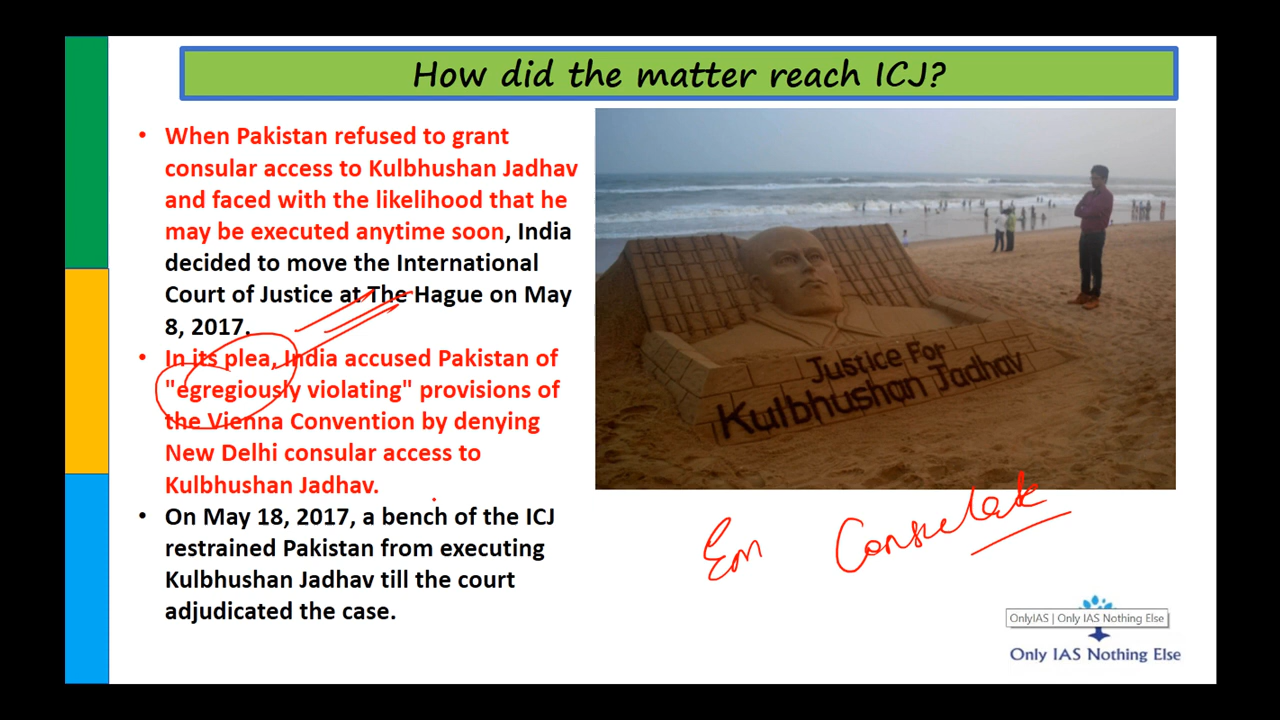 How did the matter reach ICJ?
• When Pakistan refused to grant
consular access to Kulbhushan Jadhav
and faced with the likelihood that he
may be executed anytime soon, India
decided to move the International
Court of Justice at The Hague on May
8, 2017.
• In its plea, India accused Pakistan of
"egregiously violating" provisions of
the Vienna Convention by denying
New Delhi consular access to
Kulbhushan Jadhav.
• On May 18, 2017, a bench of the ICJ
restrained Pakistan from executing
Kulbhushan Jadhav till the court
adjudicated the case.
Justice For
Kulbhushan Jadhav
Em Consulate
OnlyIAS | Only IAS Nothing Else
Only IAS Nothing Else